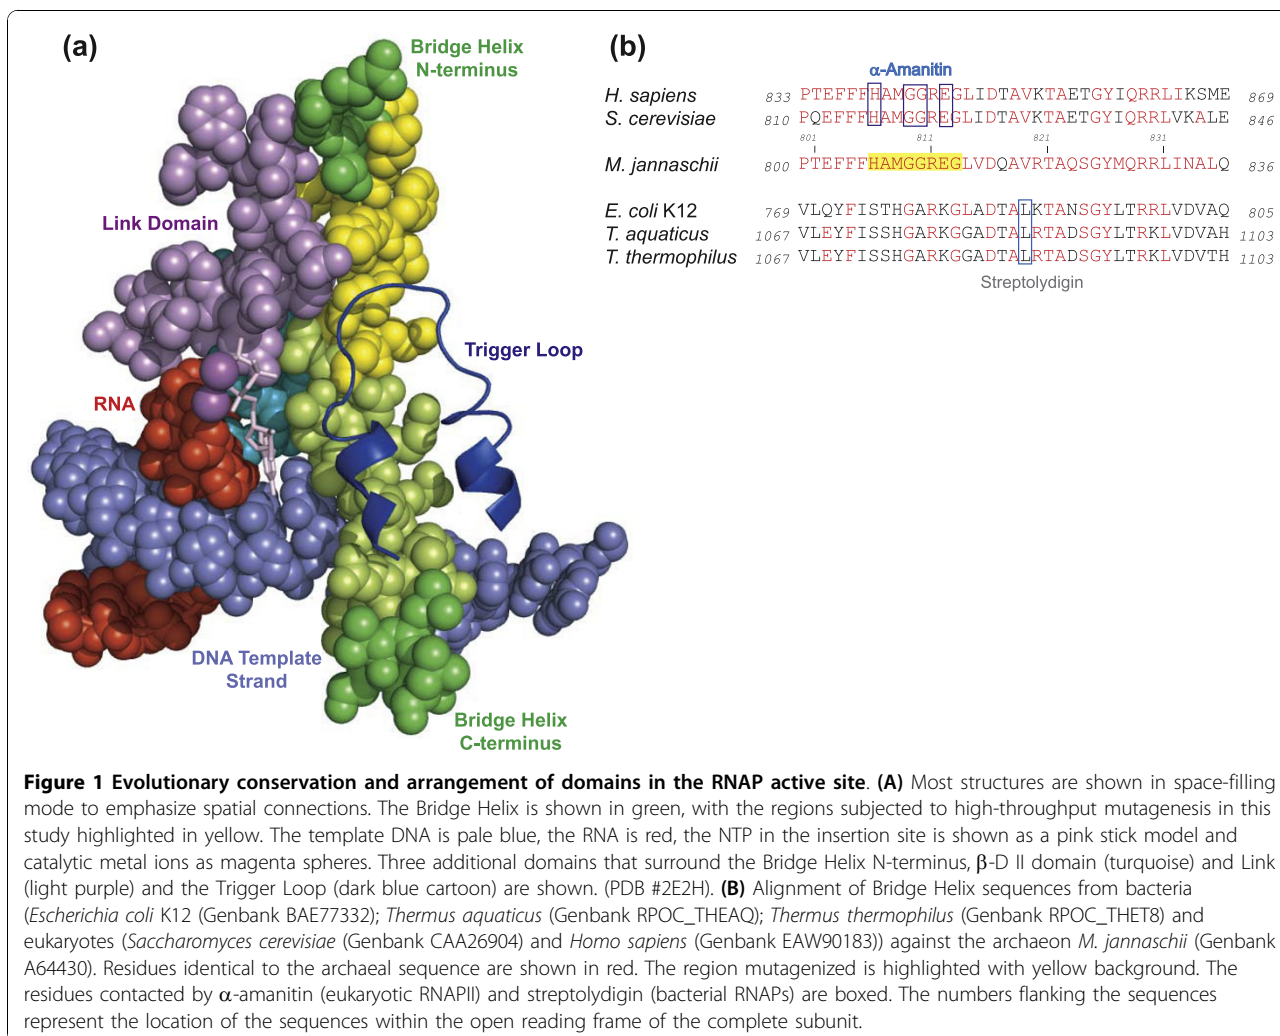 (a)
Bridge Helix
N-terminus
Link Domain
Trigger Loop
RNA
DNA Template
Strand
Bridge Helix
C-terminus
(b)
α-Amanitin
H. sapiens 833 PTEFFFHAMGGREGLIDTAVKTAETGYIQRRLIKSME 869
S. cerevisiae 810 PQEFFFHAMGGREGLIDTAVKTAETGYIQRRLVKALE 846
801 811 821 831
M. jannaschii 800 PTEFFFHAMGGREGLVDQAVRTAQSGYMQRRLINALQ 836
E. coli K12 769 VLQYFISTHGARKGLADTALKTANSGYLTRRLVDVAQ 805
T. aquaticus 1067 VLEYFISSHGARKGGADTALRTADSGYLTRKLVDVAH 1103
T. thermophilus 1067 VLEYFISSHGARKGGADTALRTADSGYLTRKLVDVTH 1103
Streptolydigin
Figure 1 Evolutionary conservation and arrangement of domains in the RNAP active site. (A) Most structures are shown in space-filling
mode to emphasize spatial connections. The Bridge Helix is shown in green, with the regions subjected to high-throughput mutagenesis in this
study highlighted in yellow. The template DNA is pale blue, the RNA is red, the NTP in the insertion site is shown as a pink stick model and
catalytic metal ions as magenta spheres. Three additional domains that surround the Bridge Helix N-terminus, β-D II domain (turquoise) and Link
(light purple) and the Trigger Loop (dark blue cartoon) are shown. (PDB #2E2H). (B) Alignment of Bridge Helix sequences from bacteria
(Escherichia coli K12 (Genbank BAE77332); Thermus aquaticus (Genbank RPOC_THEAQ); Thermus thermophilus (Genbank RPOC_THET8) and
eukaryotes (Saccharomyces cerevisiae (Genbank CAA26904) and Homo sapiens (Genbank EAW90183)) against the archaeon M. jannaschii (Genbank
A64430). Residues identical to the archaeal sequence are shown in red. The region mutagenized is highlighted with yellow background. The
residues contacted by α-amanitin (eukaryotic RNAPII) and streptolydigin (bacterial RNAPs) are boxed. The numbers flanking the sequences
represent the location of the sequences within the open reading frame of the complete subunit.